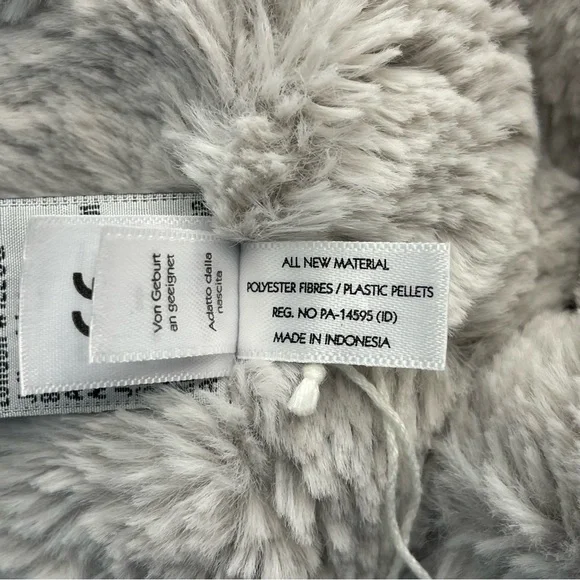 ALL NEW MATERIAL
POLYESTER FIBRES / PLASTIC PELLETS
REG. NO PA-14595 (ID)
MADE IN INDONESIA
Von Geburt
an geeignet
Adatto dalla
nascita